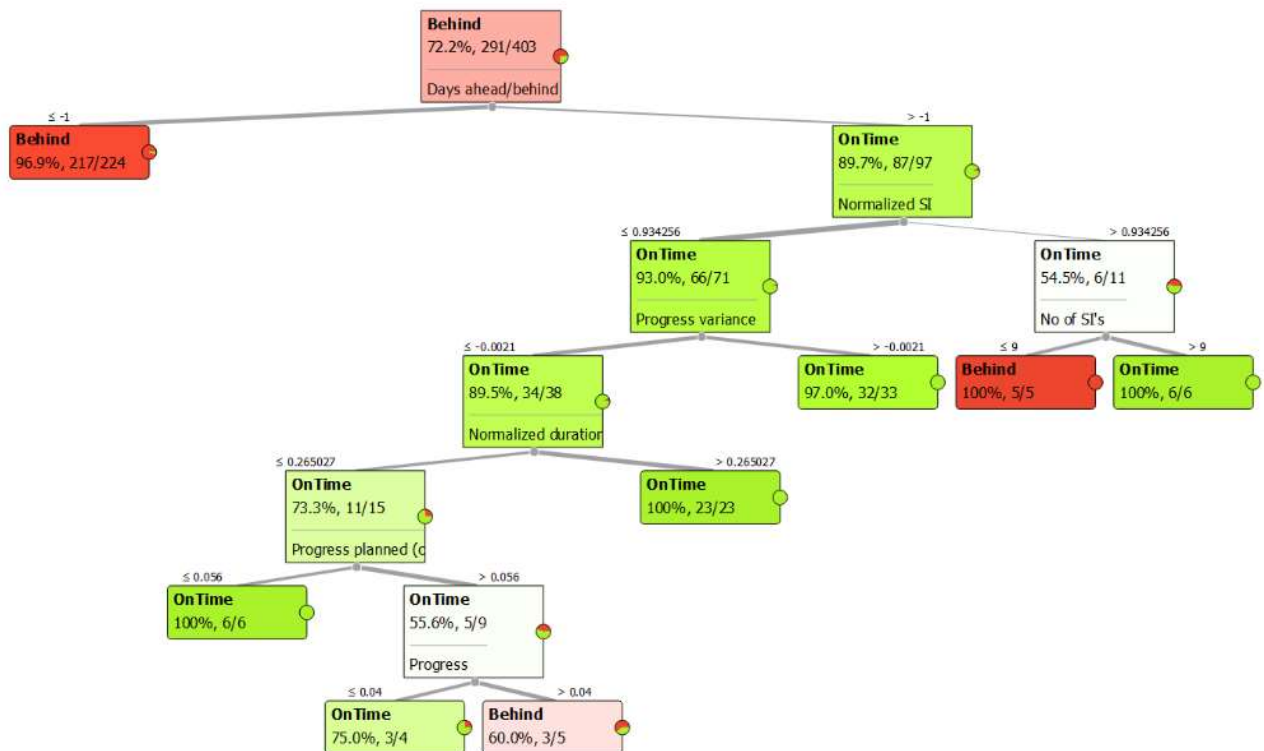 Behind
72.2%, 291/403
Days ahead/behind
≤ -1
> -1
Behind
96.9%, 217/224
OnTime
89.7%, 87/97
Normalized SI
≤ 0.934256
> 0.934256
OnTime
93.0%, 66/71
Progress variance
OnTime
54.5%, 6/11
No of SI's
≤ -0.0021
> -0.0021
≤ 9
> 9
OnTime
89.5%, 34/38
Normalized duration
OnTime
97.0%, 32/33
Behind
100%, 5/5
OnTime
100%, 6/6
≤ 0.265027
> 0.265027
OnTime
73.3%, 11/15
Progress planned (c
OnTime
100%, 23/23
≤ 0.056
> 0.056
OnTime
100%, 6/6
OnTime
55.6%, 5/9
Progress
≤ 0.04
> 0.04
OnTime
75.0%, 3/4
Behind
60.0%, 3/5